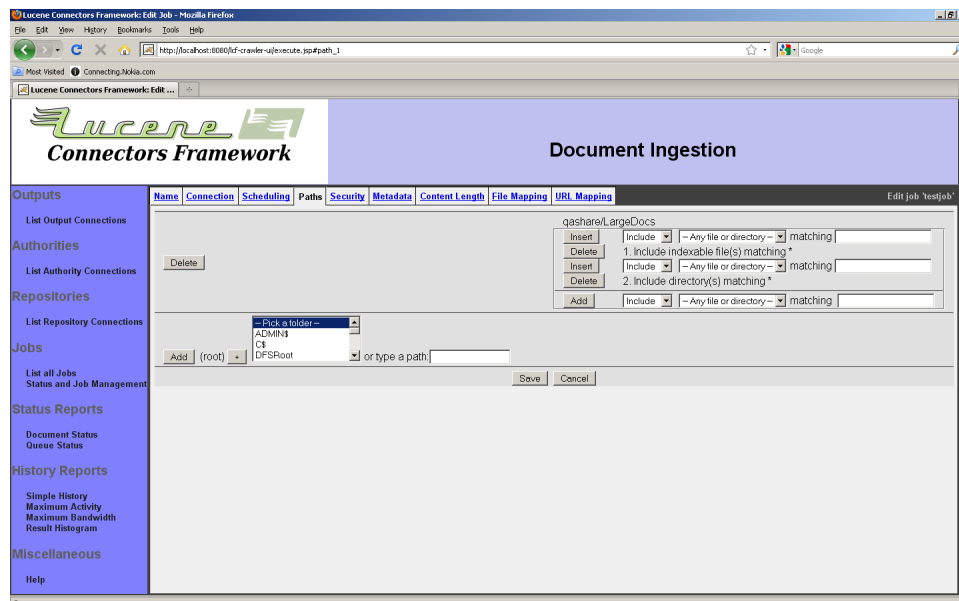 Lucene Connectors Framework: Edit Job - Mozilla Firefox
File Edit View History Bookmarks Tools Help
http://localhost:8080/lcf-crawler-ui/execute.jsp#path_1
Google
Most Visited Connecting.Nokia.com
Lucene Connectors Framework: Edit ...
Lucene
Connectors Framework
Document Ingestion
Name Connection Scheduling Paths Security Metadata Content Length File Mapping URL Mapping Edit job 'testjob'
Outputs
List Output Connections
Authorities
List Authority Connections
Repositories
List Repository Connections
Jobs
List all Jobs
Status and Job Management
Status Reports
Document Status
Queue Status
History Reports
Simple History
Maximum Activity
Maximum Bandwidth
Result Histogram
Miscellaneous
Help
qashare/LargeDocs
Insert Include -- Any file or directory -- matching
Delete 1. Include indexable file(s) matching *
Insert Include -- Any file or directory -- matching
Delete 2. Include directory(s) matching *
Add Include -- Any file or directory -- matching
Delete
-- Pick a folder --
ADMIN$
C$
DFSRoot
Add (root) + or type a path:
Save Cancel